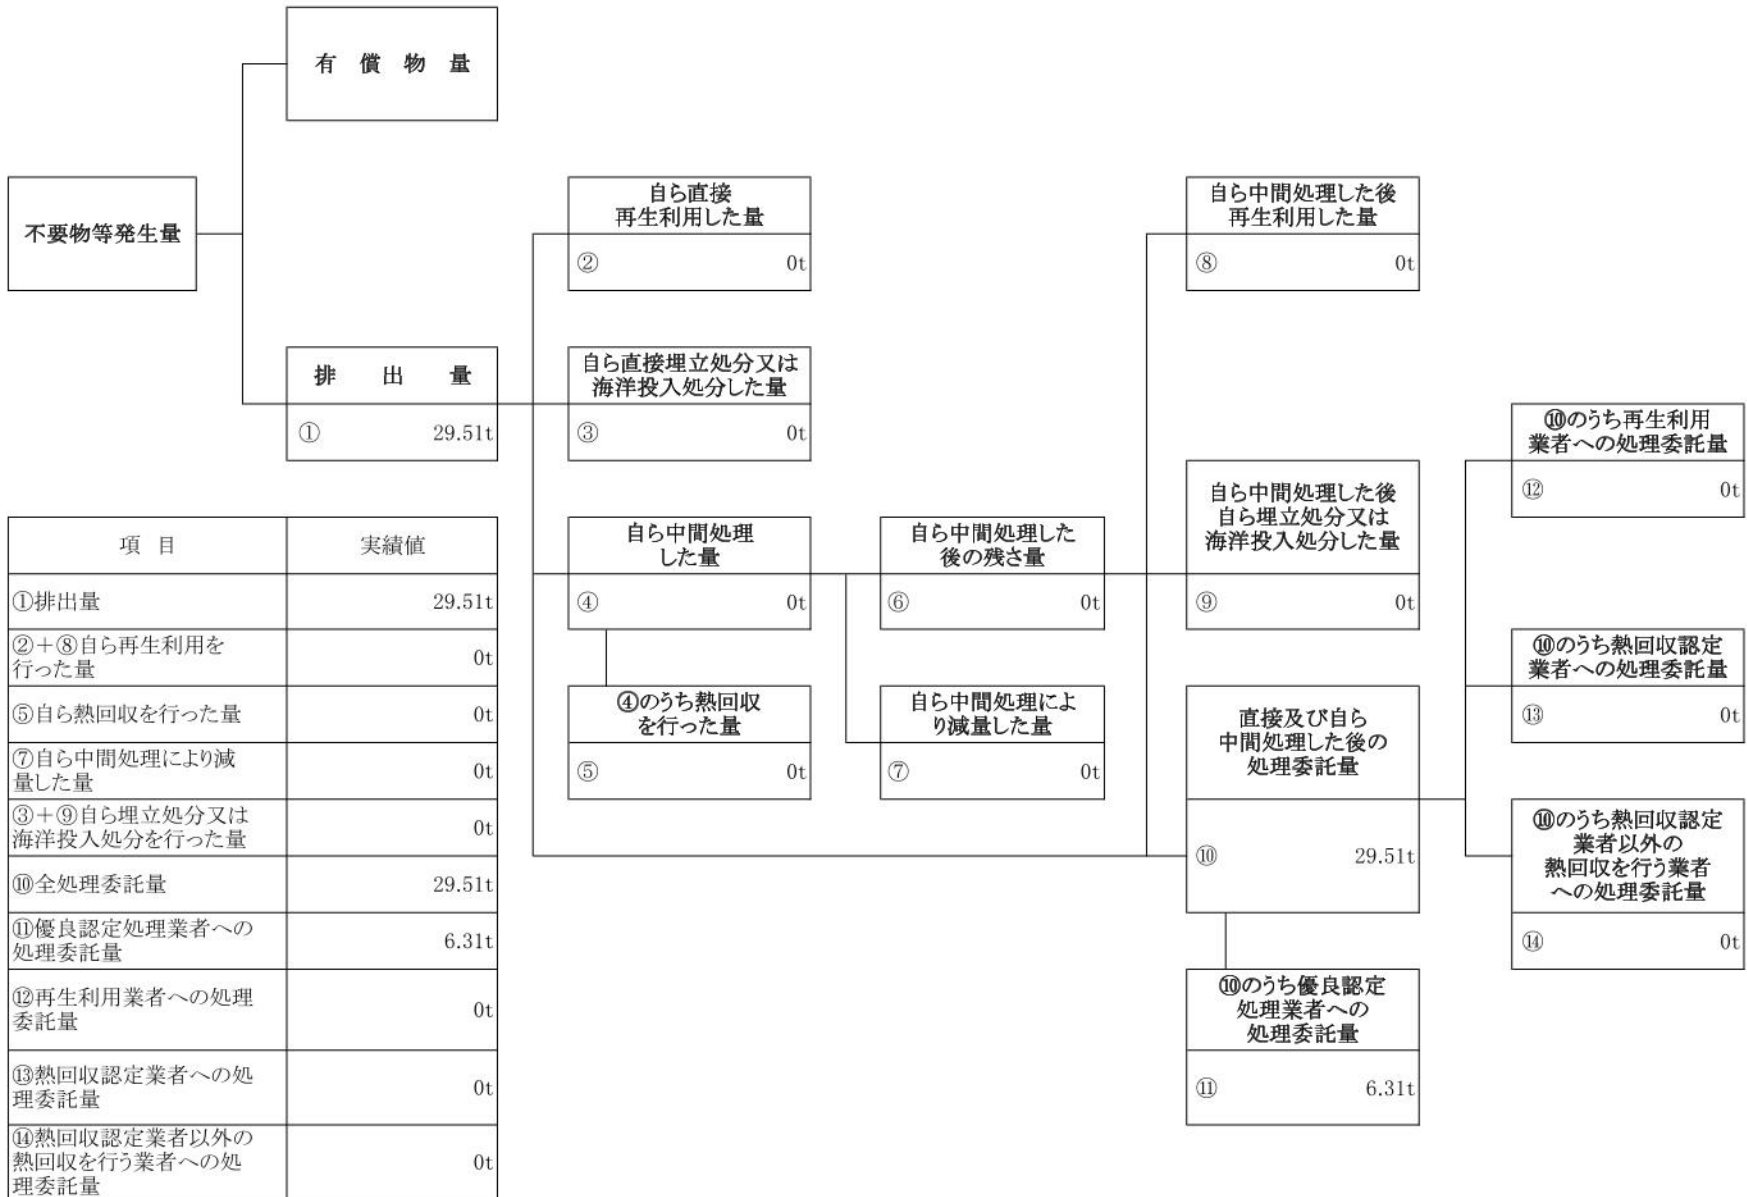 有 償 物 量
不要物等発生量
排 出 量
① 29.51t
自ら直接
再生利用した量
② 0t
自ら直接埋立処分又は
海洋投入処分した量
③ 0t
自ら中間処理
した量
④ 0t
④のうち熱回収
を行った量
⑤ 0t
自ら中間処理した
後の残さ量
⑥ 0t
自ら中間処理によ
り減量した量
⑦ 0t
自ら中間処理した後
再生利用した量
⑧ 0t
自ら中間処理した後
自ら埋立処分又は
海洋投入処分した量
⑨ 0t
直接及び自ら
中間処理した後の
処理委託量
⑩ 29.51t
⑩のうち優良認定
処理業者への
処理委託量
⑪ 6.31t
⑩のうち再生利用
業者への処理委託量
⑫ 0t
⑩のうち熱回収認定
業者への処理委託量
⑬ 0t
⑩のうち熱回収認定
業者以外の
熱回収を行う業者
への処理委託量
⑭ 0t
項 目 実績値
①排出量 29.51t
②+⑧自ら再生利用を
行った量 0t
⑤自ら熱回収を行った量 0t
⑦自ら中間処理により減
量した量 0t
③+⑨自ら埋立処分又は
海洋投入処分を行った量 0t
⑩全処理委託量 29.51t
⑪優良認定処理業者への
処理委託量 6.31t
⑫再生利用業者への処理
委託量 0t
⑬熱回収認定業者への処
理委託量 0t
⑭熱回収認定業者以外の
熱回収を行う業者への処
理委託量 0t